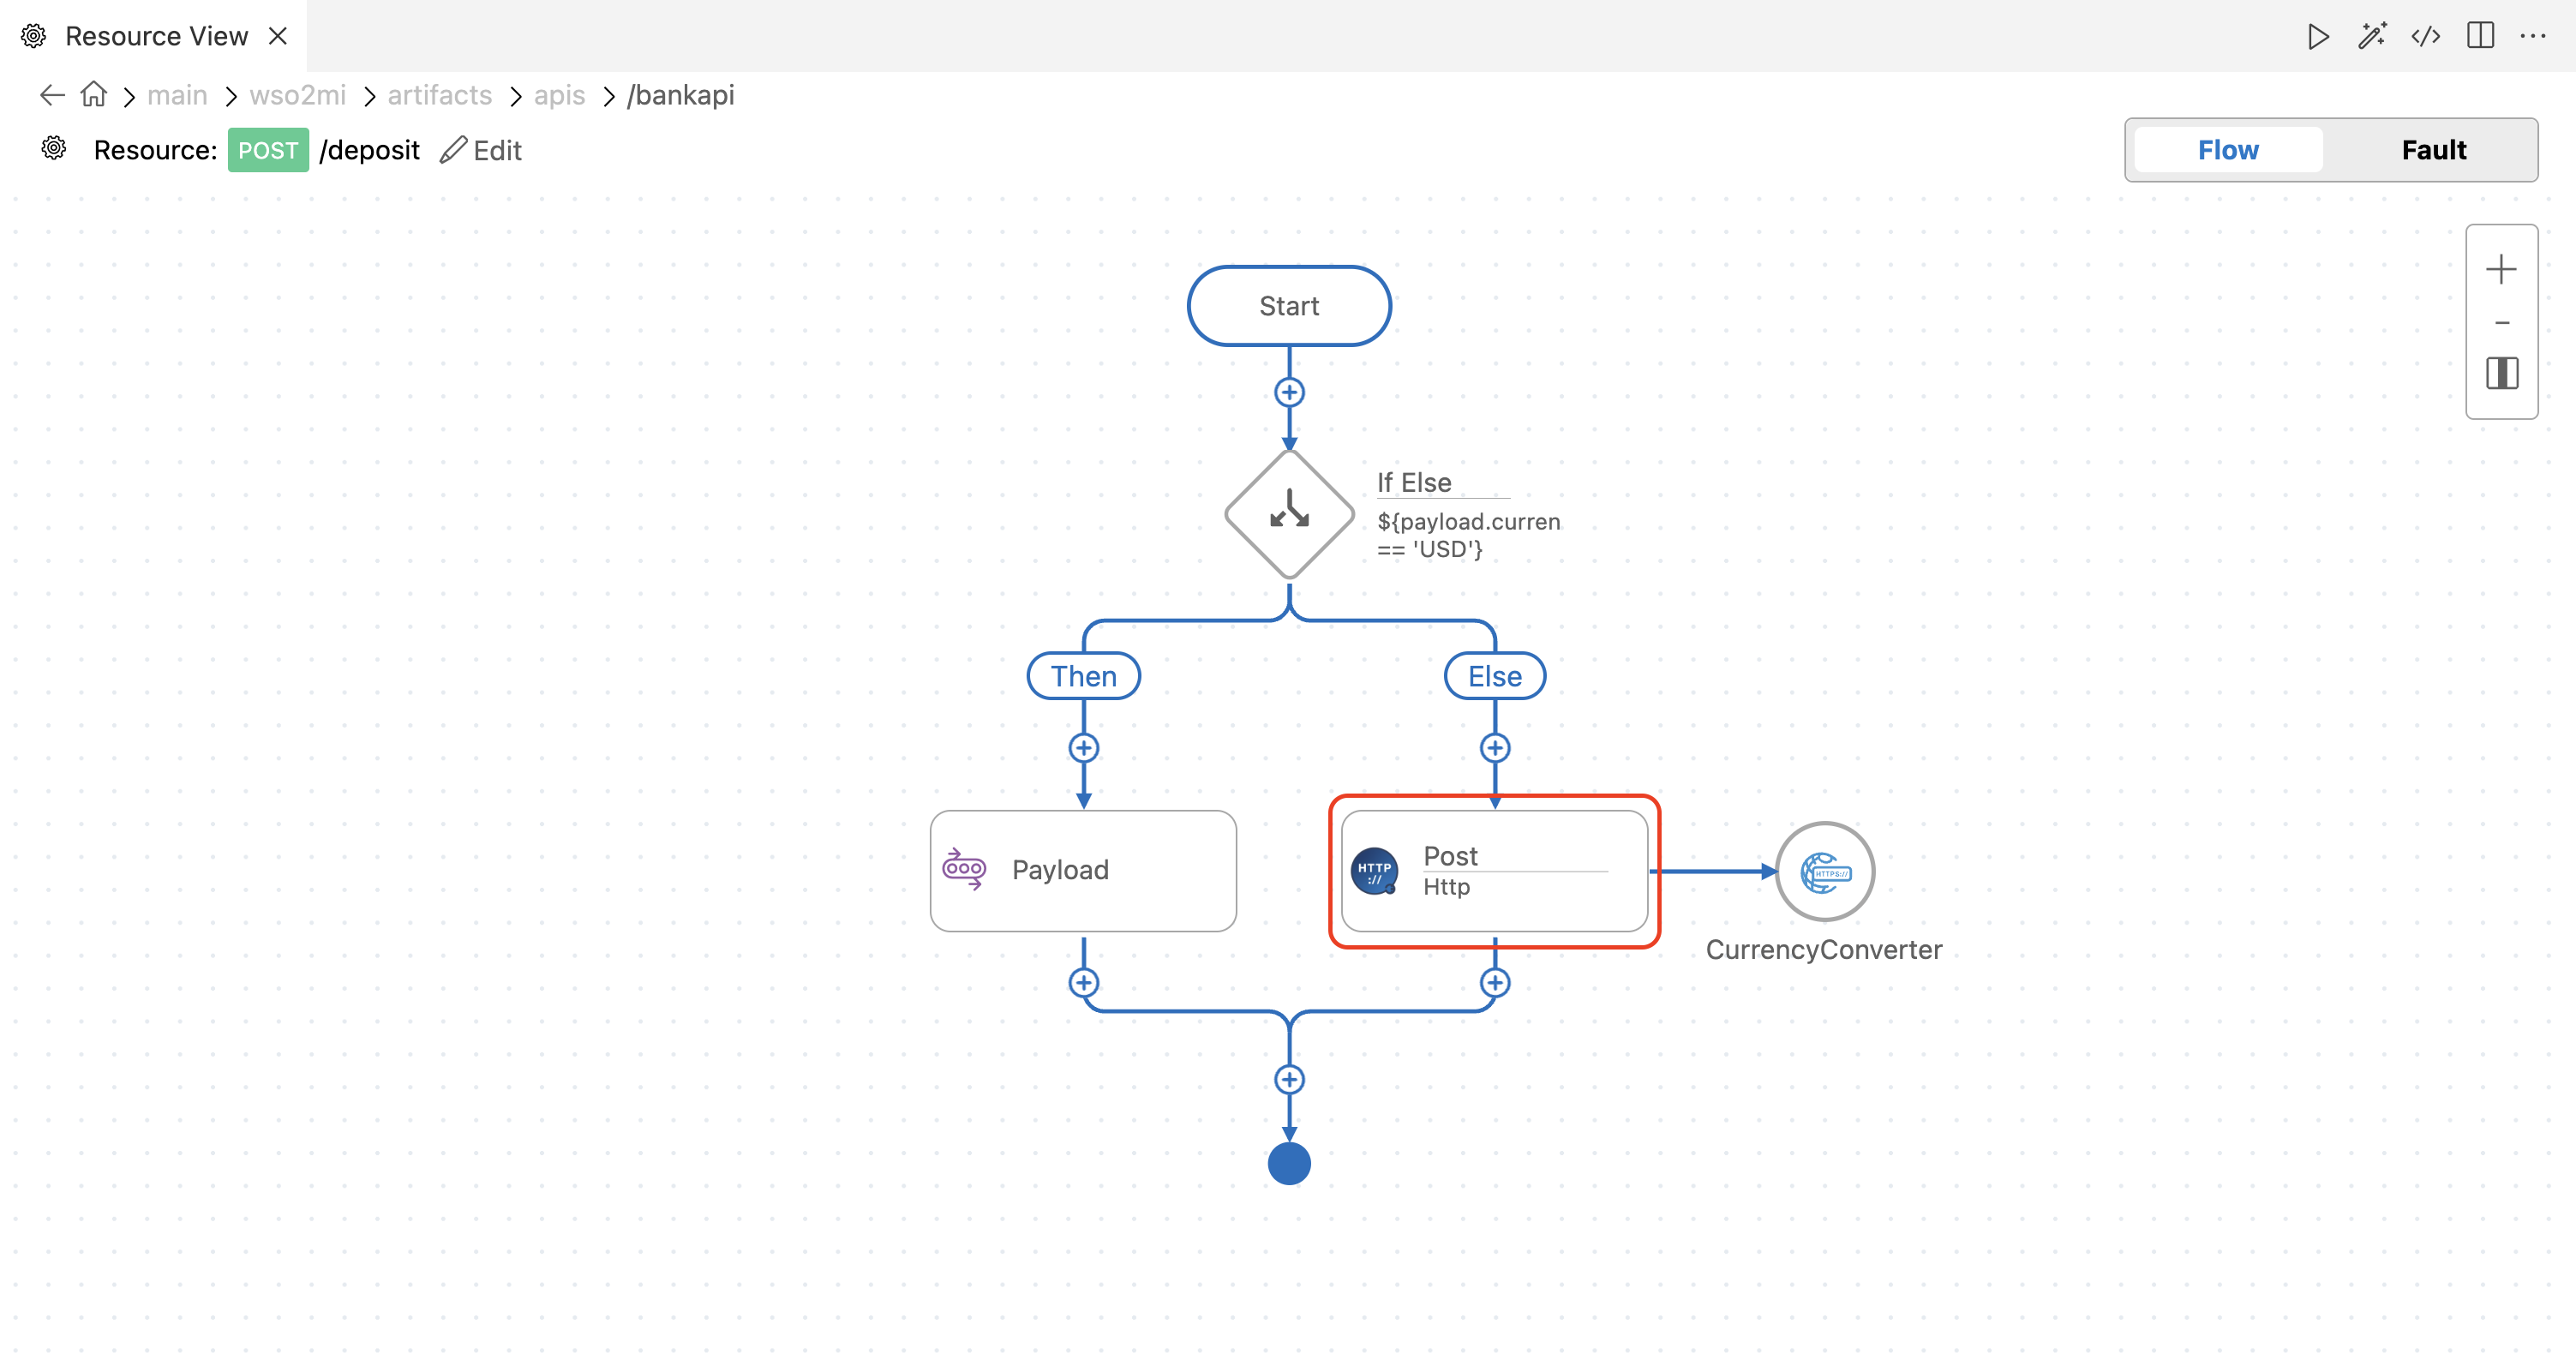 Resource View
main > wso2mi > artifacts > apis > /bankapi
Resource: POST /deposit Edit
Flow
Fault
Start
If Else
${payload.curren
== 'USD'}
Then
Else
Payload
HTTP
://
Post
Http
HTTPS://
CurrencyConverter